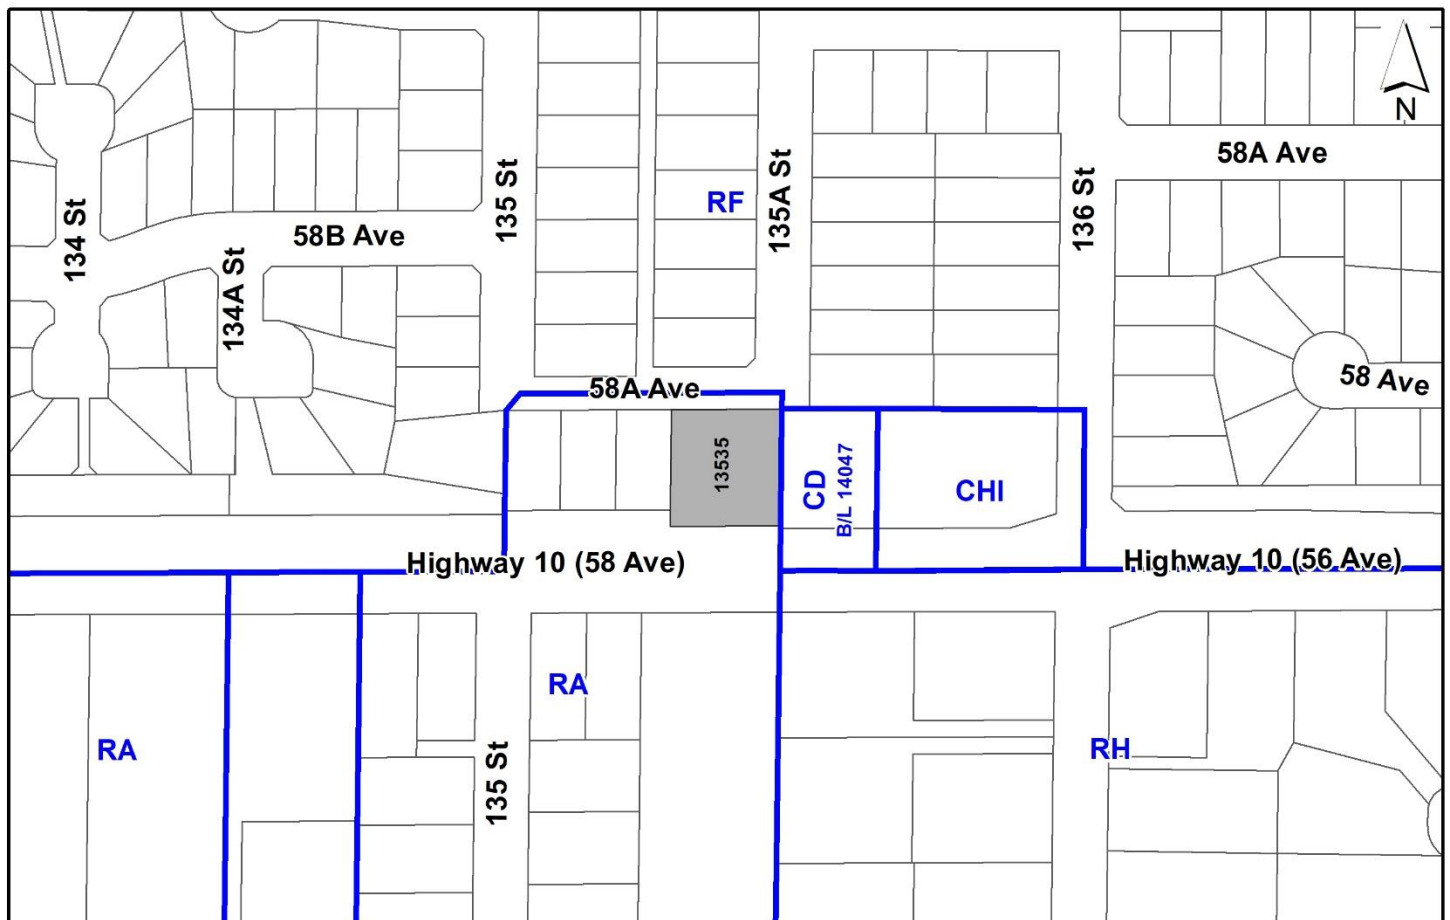 N
58A Ave
135 St
135A St
136 St
RF
134 St
58B Ave
134A St
58 Ave
58A Ave
13535
CD
B/L 14047
CHI
Highway 10 (58 Ave)
Highway 10 (56 Ave)
RA
RA
135 St
RH